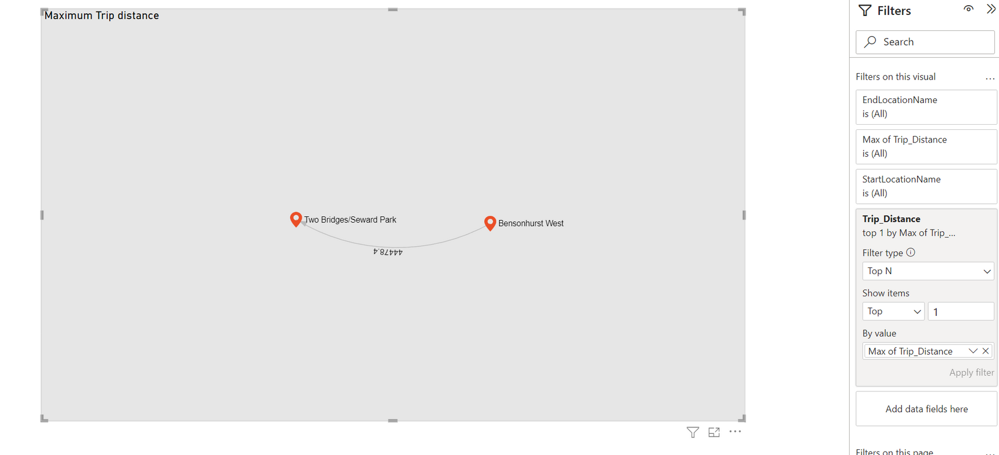 Maximum Trip distance
Two Bridges/Seward Park
Bensonhurst West
44478.4
Filters
Search
Filters on this visual
...
EndLocationName
is (All)
Max of Trip_Distance
is (All)
StartLocationName
is (All)
Trip_Distance
top 1 by Max of Trip_...
Filter type
Top N
Show items
Top
1
By value
Max of Trip_Distance
Apply filter
Add data fields here
Filters on this page
...